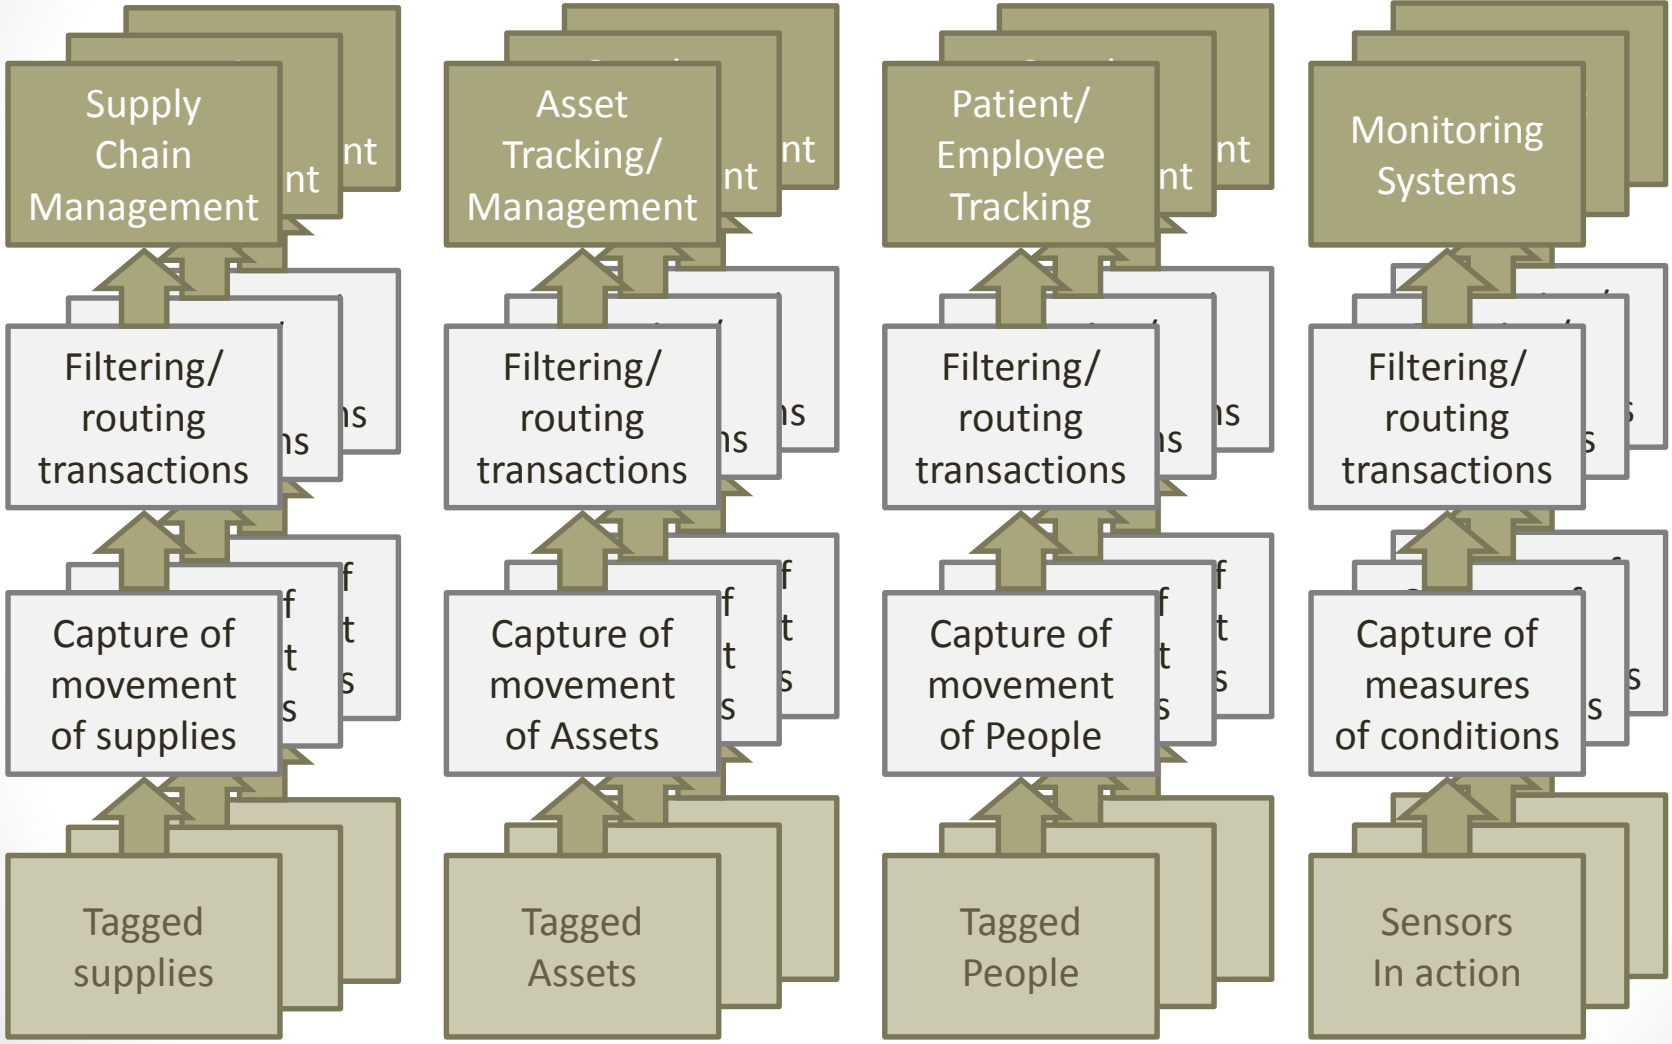 Supply
Chain
Management
Asset
Tracking/
Management
Patient/
Employee
Tracking
Monitoring
Systems
Filtering/
routing
transactions
Filtering/
routing
transactions
Filtering/
routing
transactions
Filtering/
routing
transactions
Capture of
movement
of supplies
Capture of
movement
of Assets
Capture of
movement
of People
Capture of
measures
of conditions
Tagged
supplies
Tagged
Assets
Tagged
People
Sensors
In action